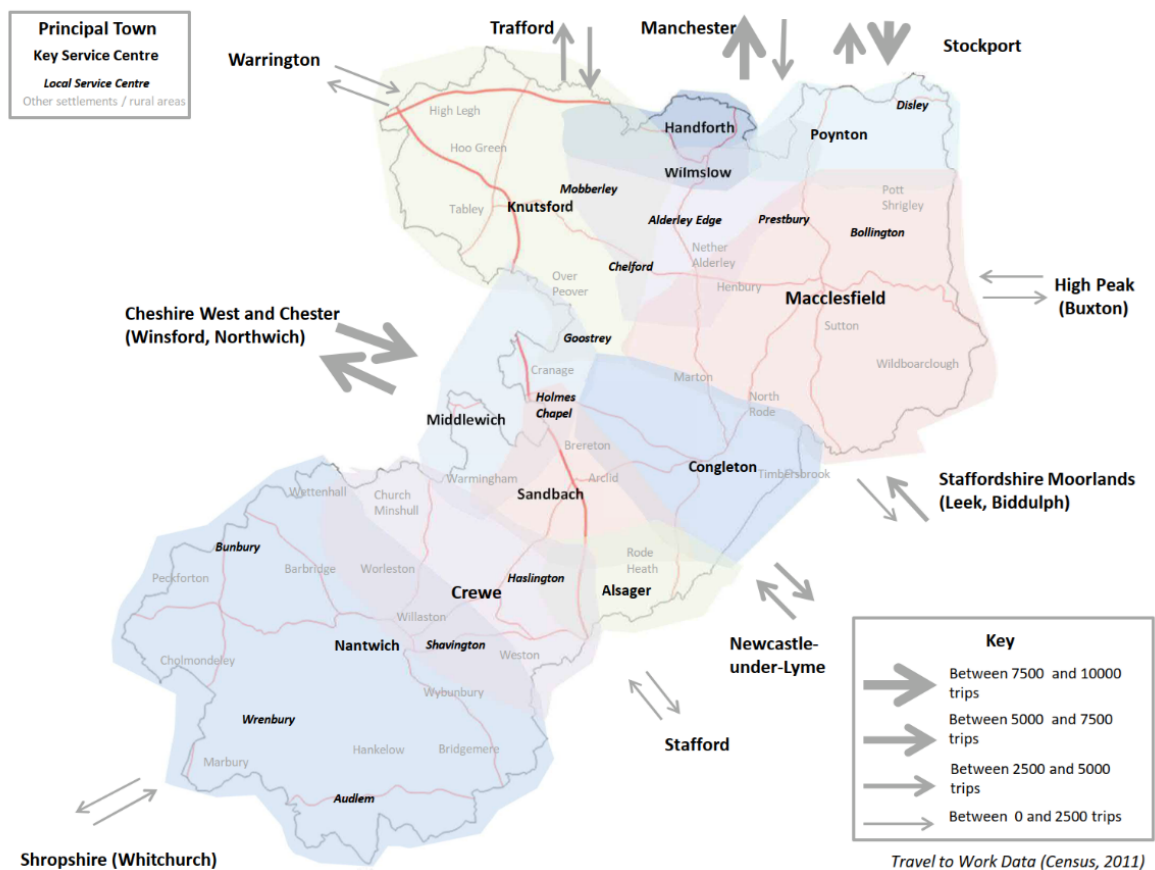 Principal Town
Key Service Centre
Local Service Centre
Other settlements / rural areas
Trafford
Manchester
Stockport
Warrington
High Legh
Disley
Handforth
Poynton
Hoo Green
Wilmslow
Mobberley
Pott
Shrigley
Tabley
Knutsford
Alderley Edge
Prestbury
Bollington
Nether
Alderley
Chelford
Over
Peover
Henbury
Macclesfield
High Peak
(Buxton)
Cheshire West and Chester
(Winsford, Northwich)
Sutton
Goostrey
Wildboarclough
Cranage
Marton
Holmes
Chapel
North
Rode
Middlewich
Brereton
Congleton
Timbersbrook
Warmingham
Arclid
Staffordshire Moorlands
(Leek, Biddulph)
Sandbach
Wettenhall
Church
Minshull
Bunbury
Rode
Heath
Peckforton
Barbridge
Worleston
Haslington
Crewe
Alsager
Willaston
Nantwich
Shavington
Weston
Newcastle-
under-Lyme
Cholmondeley
Wybunbury
Wrenbury
Stafford
Hankelow
Bridgemere
Marbury
Audlem
Shropshire (Whitchurch)
Key
Between 7500 and 10000
trips
Between 5000 and 7500
trips
Between 2500 and 5000
trips
Between 0 and 2500 trips
Travel to Work Data (Census, 2011)